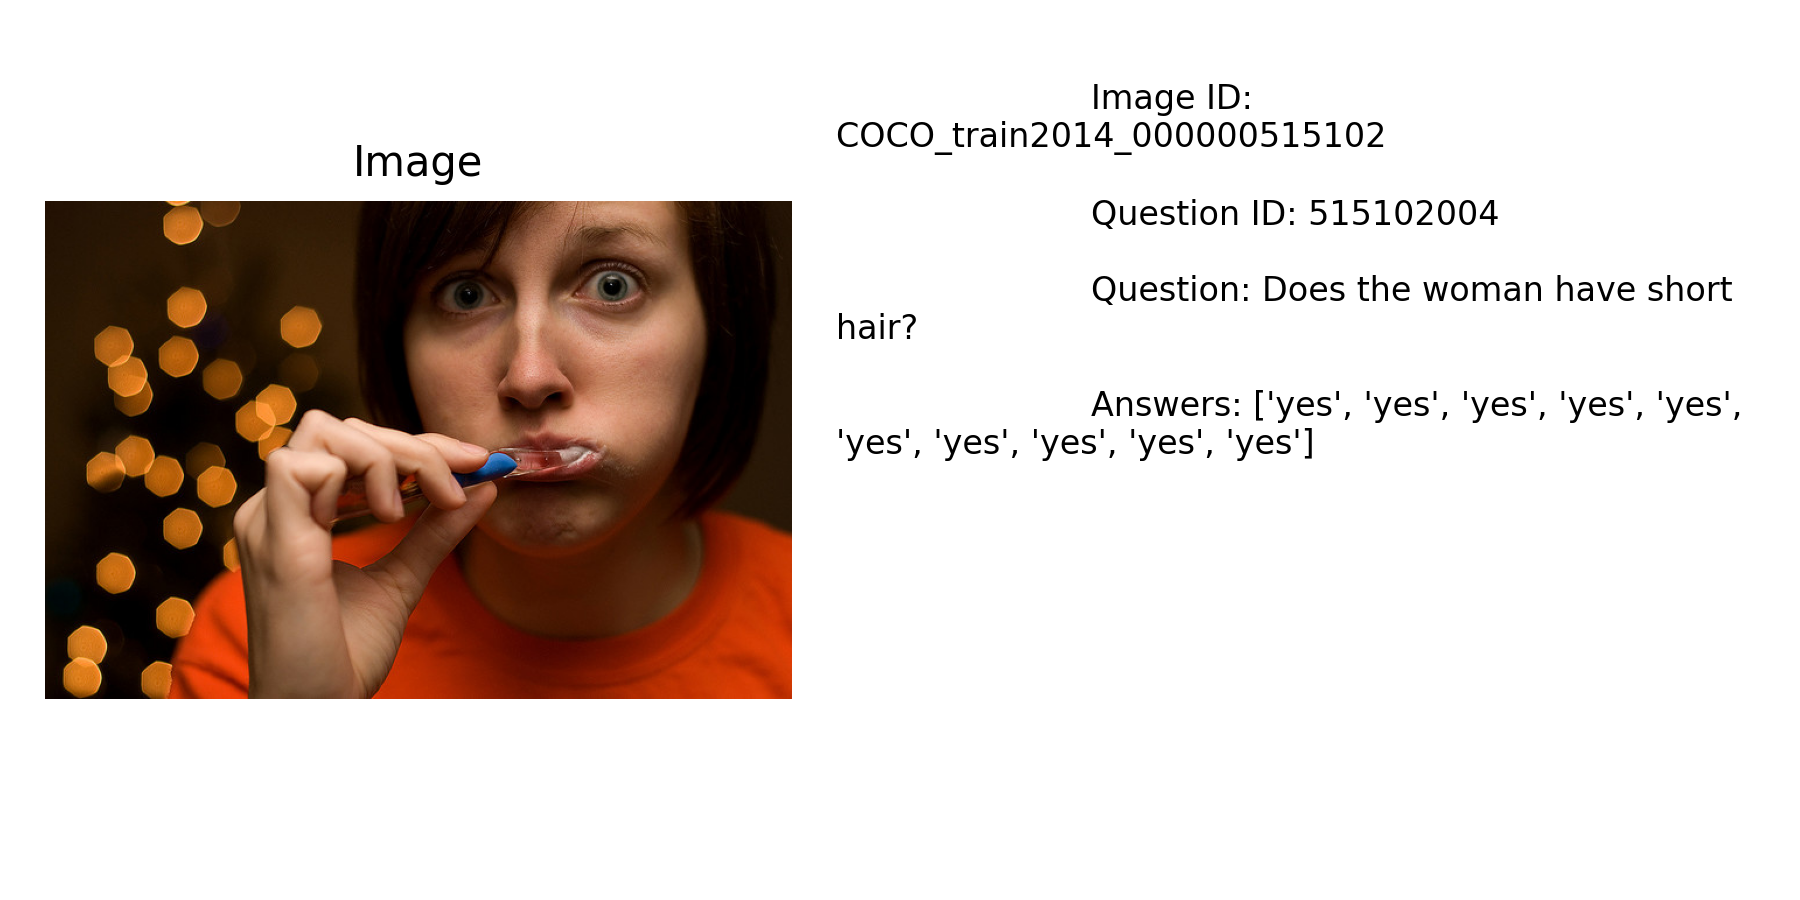 Image
Image ID:
COCO_train2014_000000515102
Question ID: 515102004
Question: Does the woman have short
hair?
Answers: ['yes', 'yes', 'yes', 'yes', 'yes',
'yes', 'yes', 'yes', 'yes', 'yes']